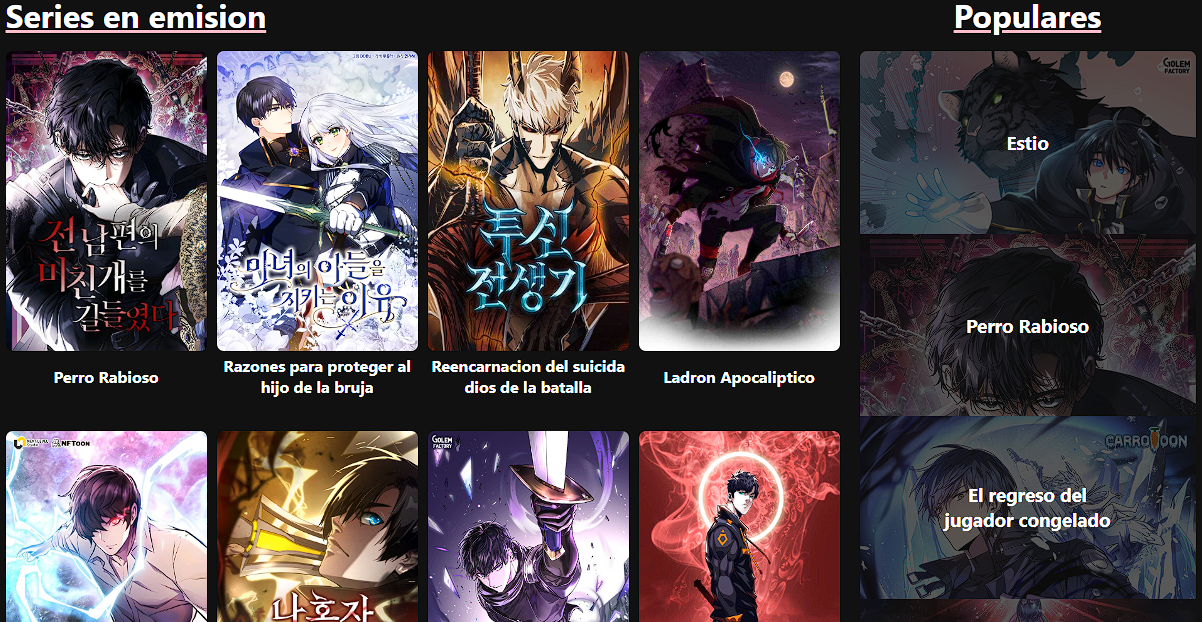 Series en emision
Populares
전 남편의
미친개를
길들였다
Perro Rabioso
마녀의 아들을
지키는 이유
Razones para proteger al
hijo de la bruja
투신
전생기
Reencarnacion del suicida
dios de la batalla
Ladron Apocaliptico
GOLEM
FACTORY
Estio
Perro Rabioso
CARROTOON
El regreso del
jugador congelado
NFTOON
나혼자
GOLEM
FACTORY